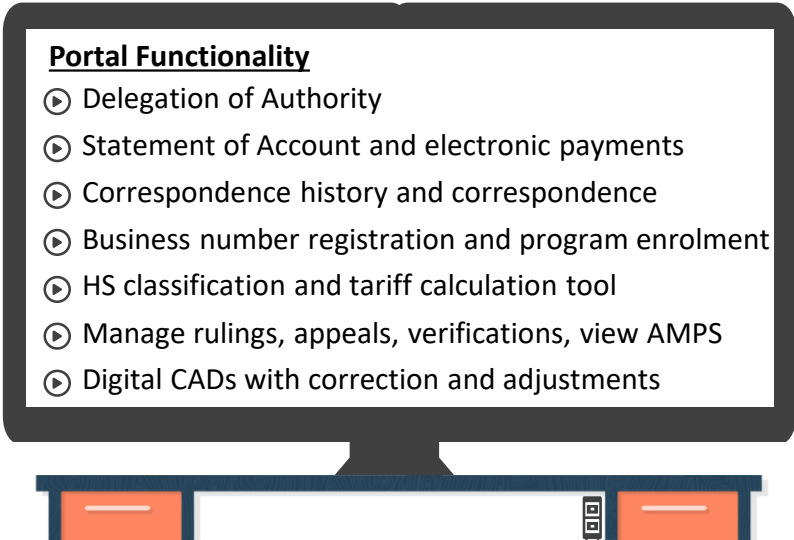 Portal Functionality
Delegation of Authority
Statement of Account and electronic payments
Correspondence history and correspondence
Business number registration and program enrolment
HS classification and tariff calculation tool
Manage rulings, appeals, verifications, view AMPS
Digital CADs with correction and adjustments